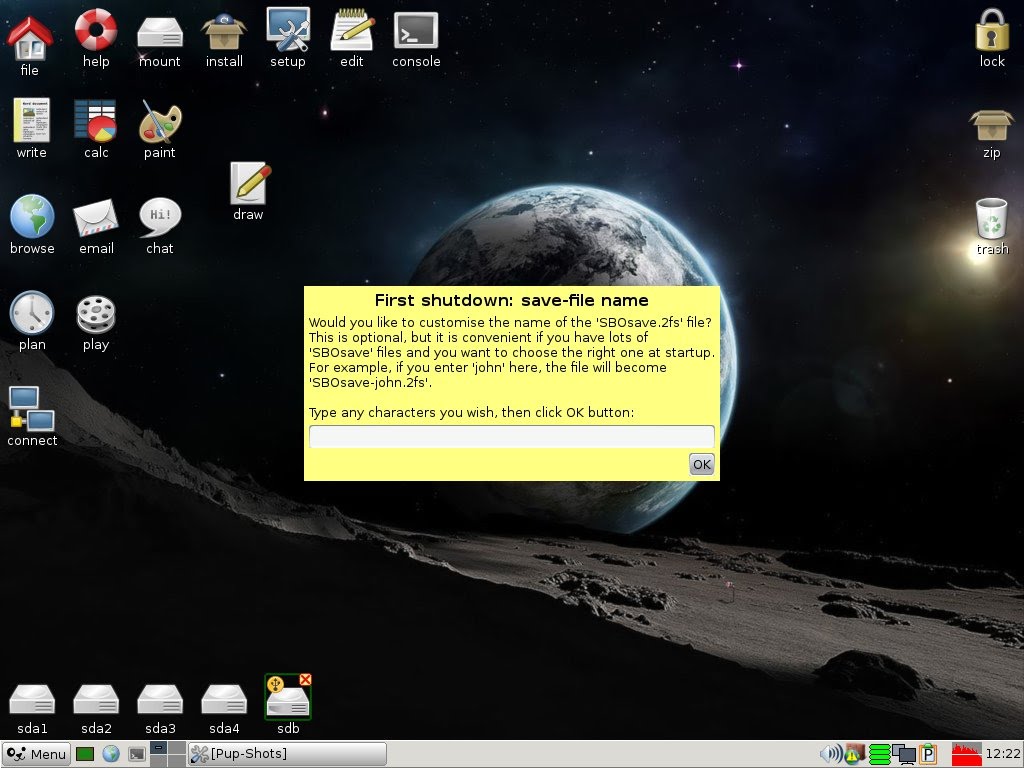 file
help
mount
install
setup
edit
console
lock
write
calc
paint
draw
zip
browse
email
chat
Hi!
trash
plan
play
connect
First shutdown: save-file name
Would you like to customise the name of the 'SBOsave.2fs' file?
This is optional, but it is convenient if you have lots of
'SBOsave' files and you want to choose the right one at startup.
For example, if you enter 'john' here, the file will become
'SBOsave-john.2fs'.
Type any characters you wish, then click OK button:
OK
sda1
sda2
sda3
sda4
sdb
Menu
[Pup-Shots]
P
12:22